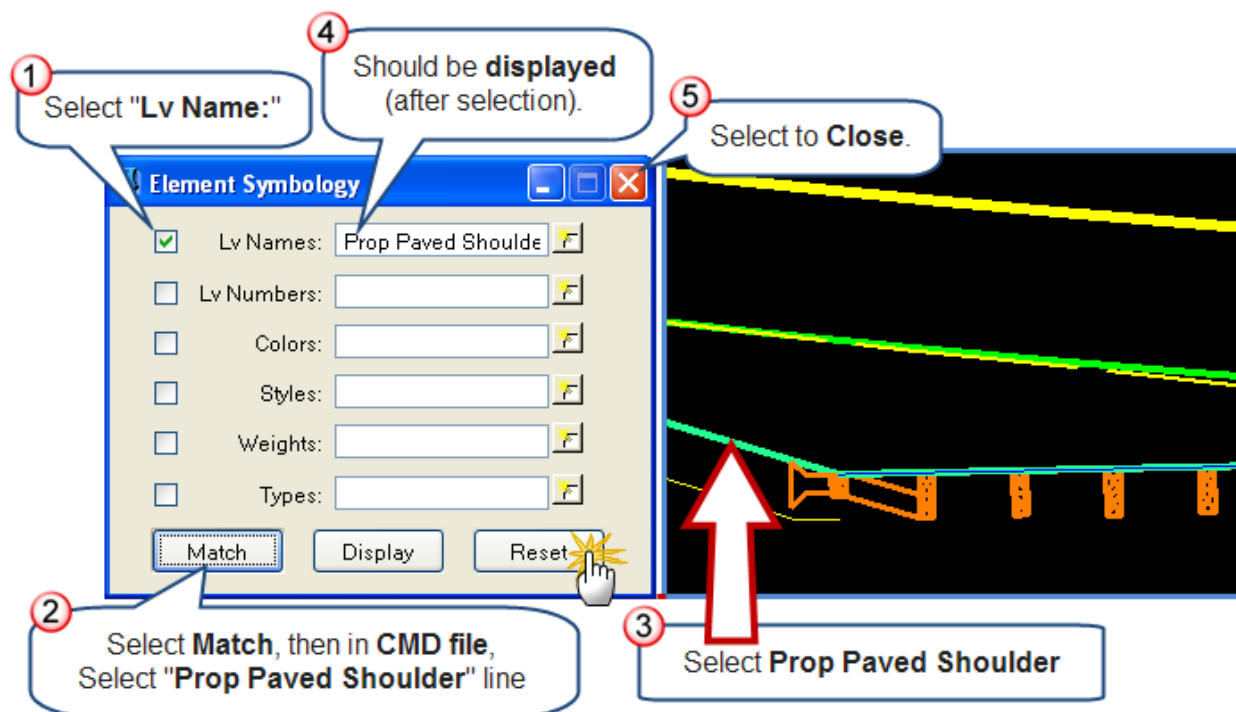 1
Select "Lv Name:"
4
Should be displayed
(after selection).
5
Select to Close.
Element Symbology
Lv Names: Prop Paved Shoulde
Lv Numbers:
Colors:
Styles:
Weights:
Types:
Match Display Reset
2
Select Match, then in CMD file,
Select "Prop Paved Shoulder" line
3
Select Prop Paved Shoulder